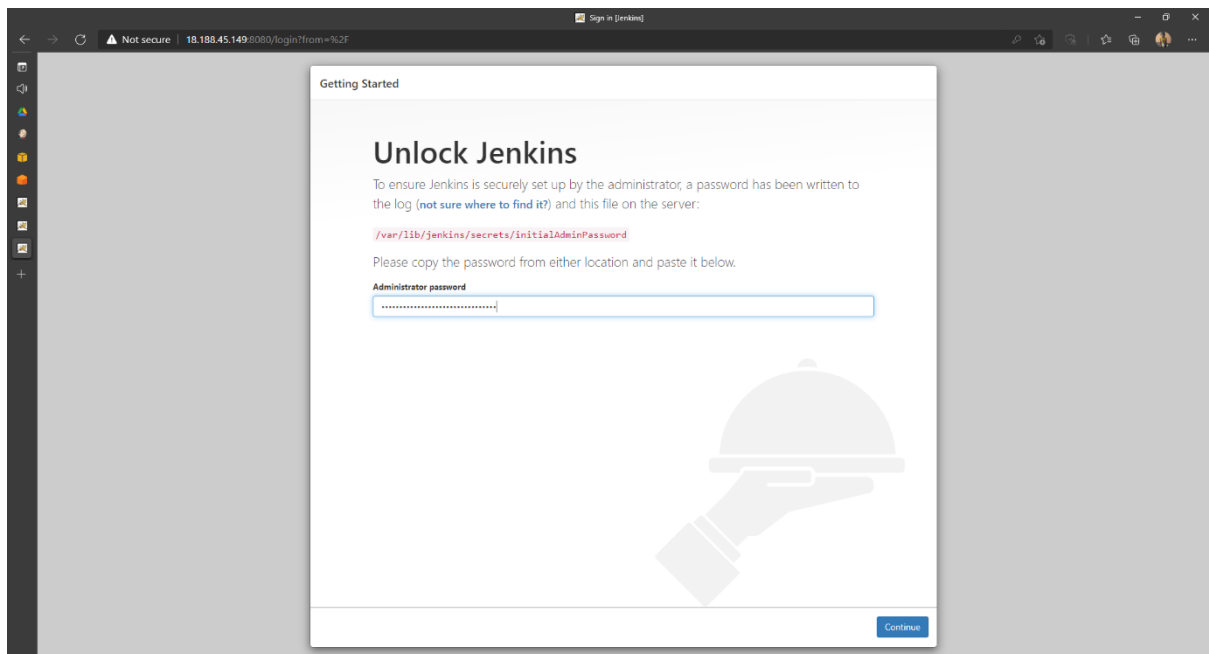 Sign in [Jenkins]
Not secure | 18.188.45.149:8080/login?from=%2F
Getting Started
Unlock Jenkins
To ensure Jenkins is securely set up by the administrator, a password has been written to
the log (not sure where to find it?) and this file on the server:
/var/lib/jenkins/secrets/initialAdminPassword
Please copy the password from either location and paste it below.
Administrator password
Continue